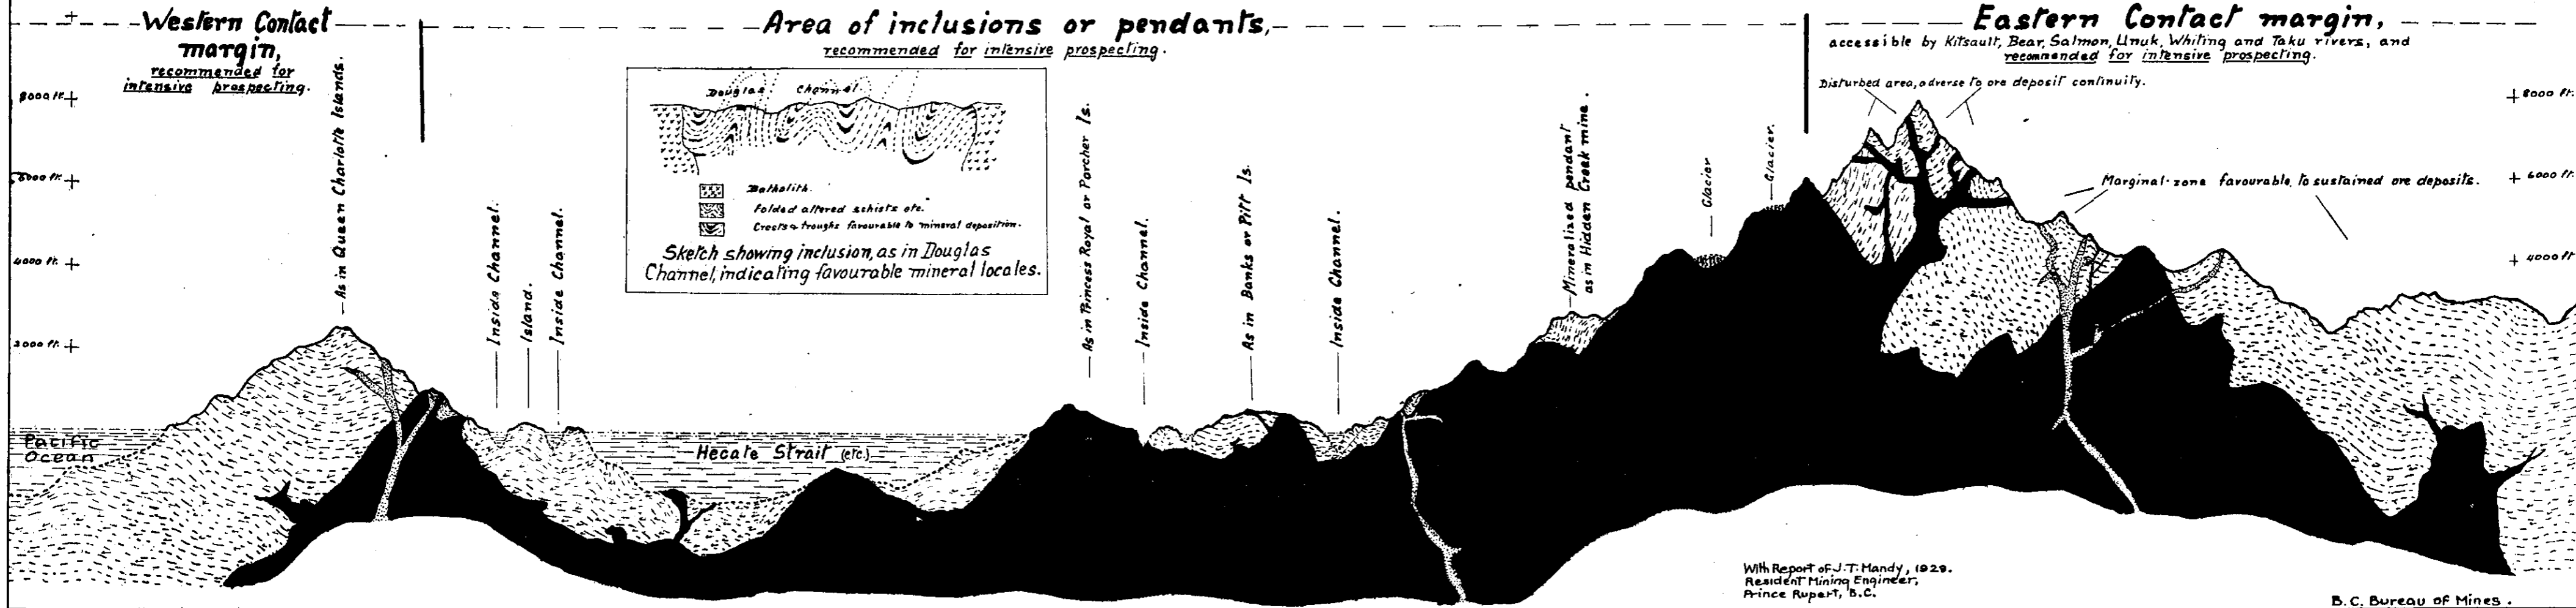 Western Contact
margin,
recommended for
intensive prospecting.
Area of inclusions or pendants,
recommended for intensive prospecting.
Eastern Contact margin,
accessible by Kitsault, Bear, Salmon, Unuk, Whiting and Taku rivers, and
recommended for intensive prospecting.
Disturbed area, adverse to ore deposit continuity.
8000 ft.
6000 ft.
4000 ft.
2000 ft.
As in Queen Charlotte Islands.
Inside Channel.
Island.
Inside Channel.
Douglas Channel
Batholith.
Folded altered schists etc.
Crests & troughs favourable to mineral deposition.
Sketch showing inclusion, as in Douglas
Channel, indicating favourable mineral locales.
As in Princess Royal or Porcher Is.
Inside Channel.
As in Banks or Pitt Is.
Inside Channel.
Mineralized pendant
as in Hidden Creek mine.
Glacier
Glacier.
Marginal zone favourable to sustained ore deposits.
8000 ft.
6000 ft.
4000 ft.
Pacific
Ocean
Hecate Strait (etc.)
With Report of J.T. Mandy, 1929.
Resident Mining Engineer,
Prince Rupert, B.C.
B.C. Bureau of Mines.